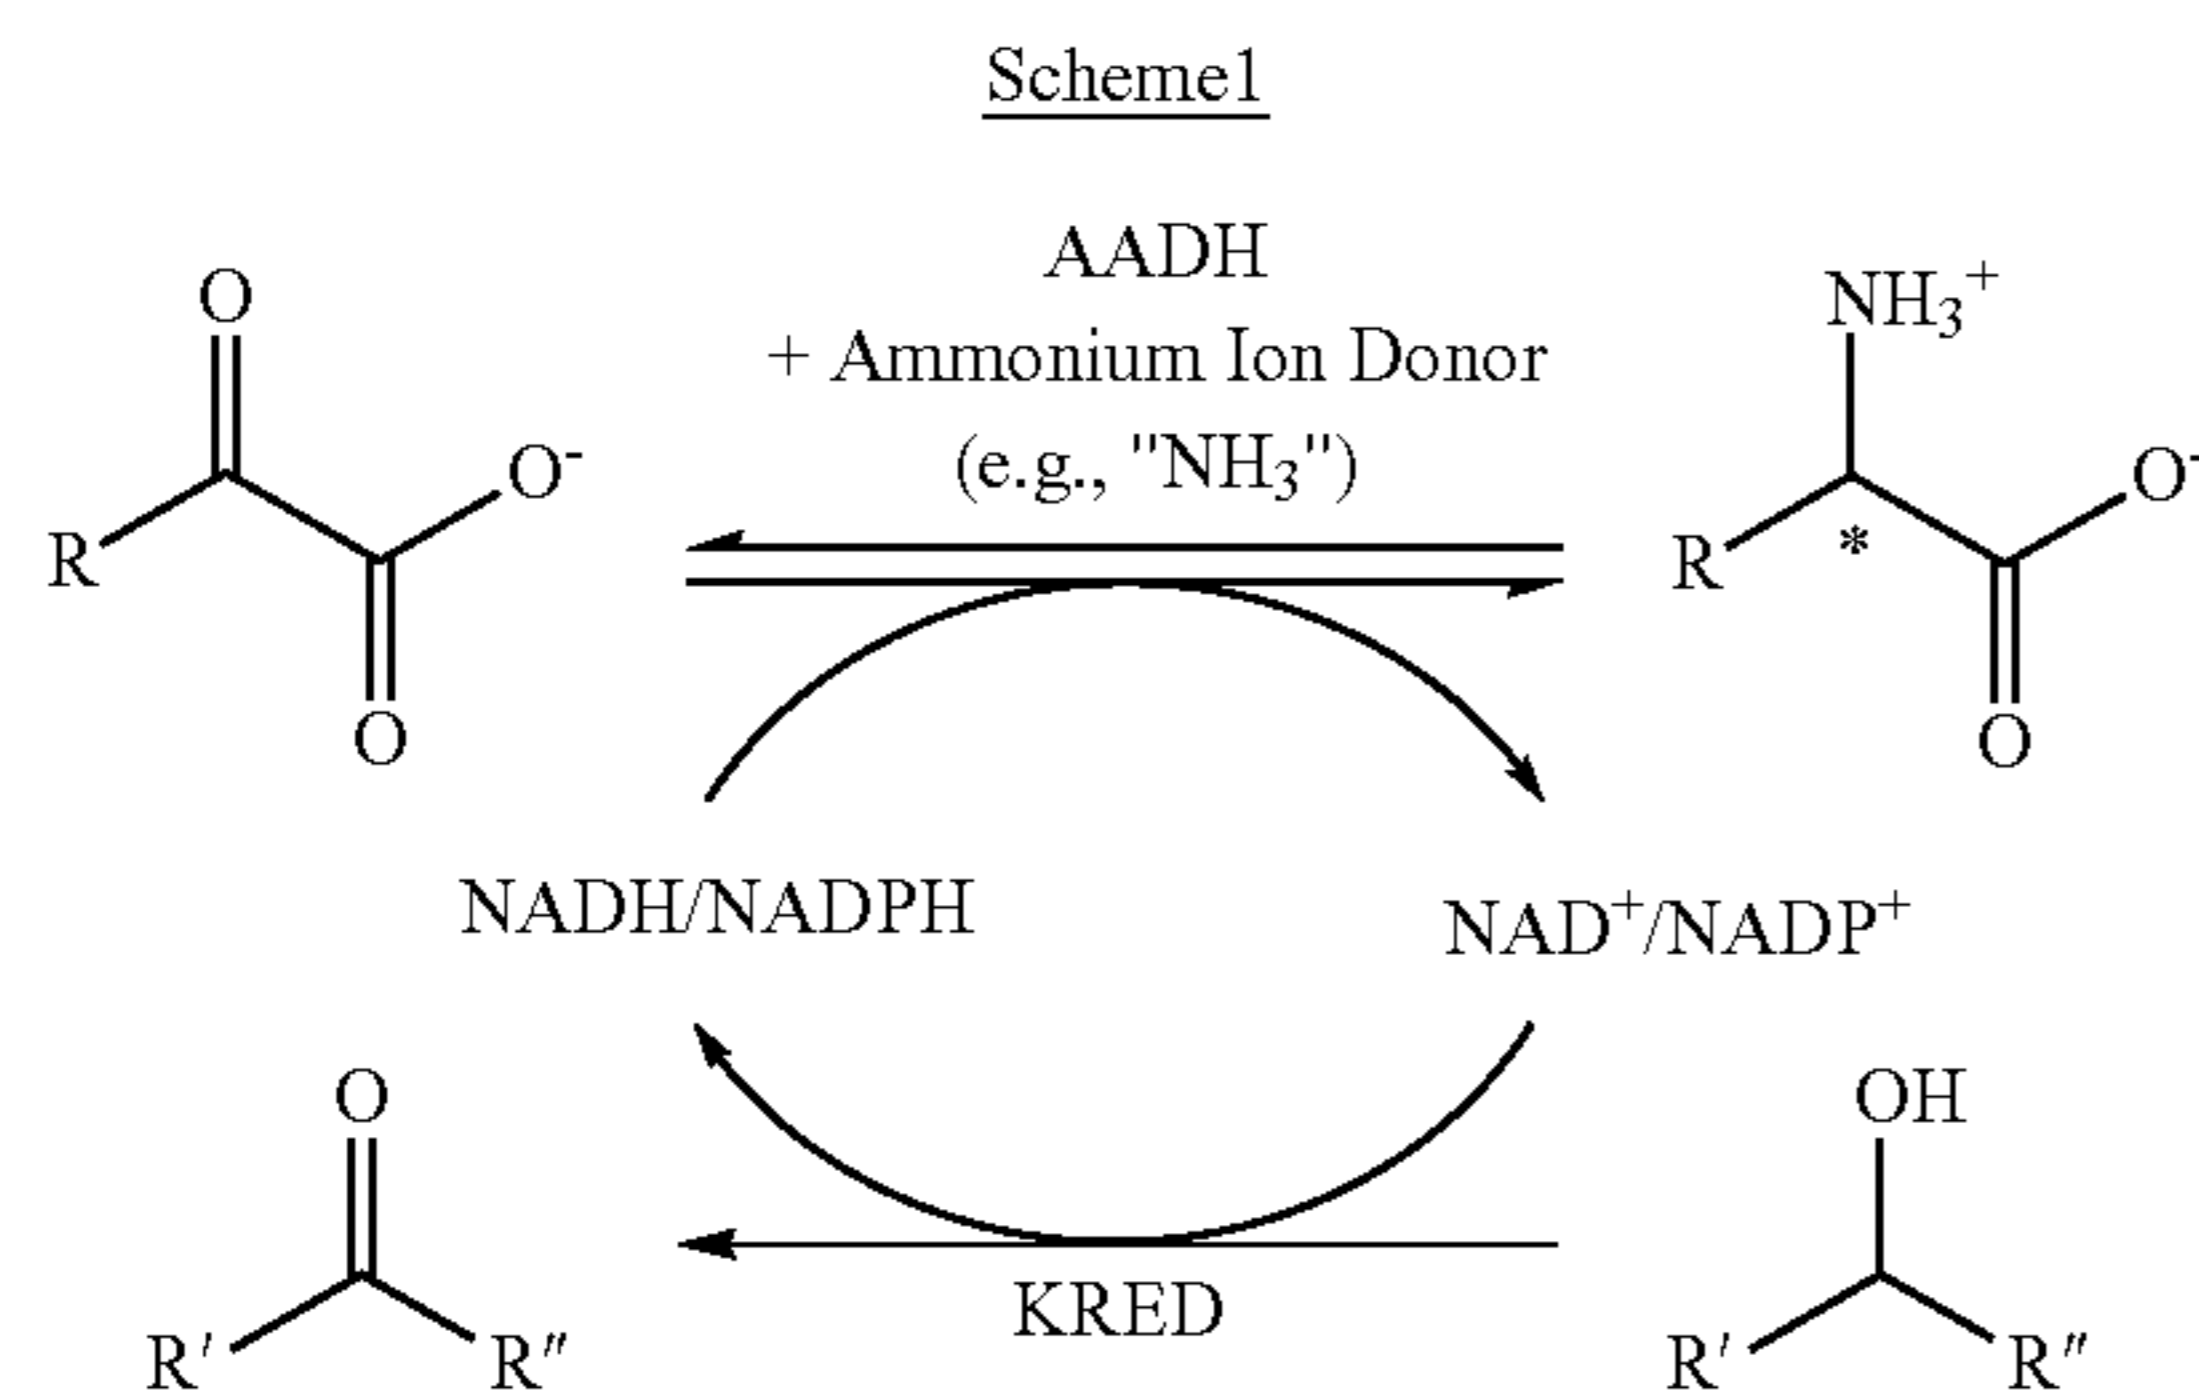 Scheme1
AADH
+ Ammonium Ion Donor
(e.g., "NH₃")
O
R
O⁻
O
NH₃⁺
R
*
O⁻
O
NADH/NADPH
NAD⁺/NADP⁺
O
R′
R″
KRED
OH
R′
R″